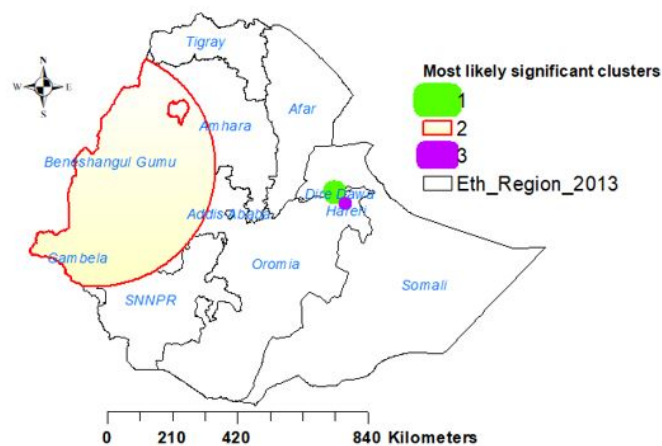 Tigray
N
W E
S
Afar
Amhara
Beneshangul Gumu
Dire Dawa
Addis Ababa
Hareli
Gambela
Oromia
Somali
SNNPR
Most likely significant clusters
1
2
3
Eth_Region_2013
0 210 420 840 Kilometers